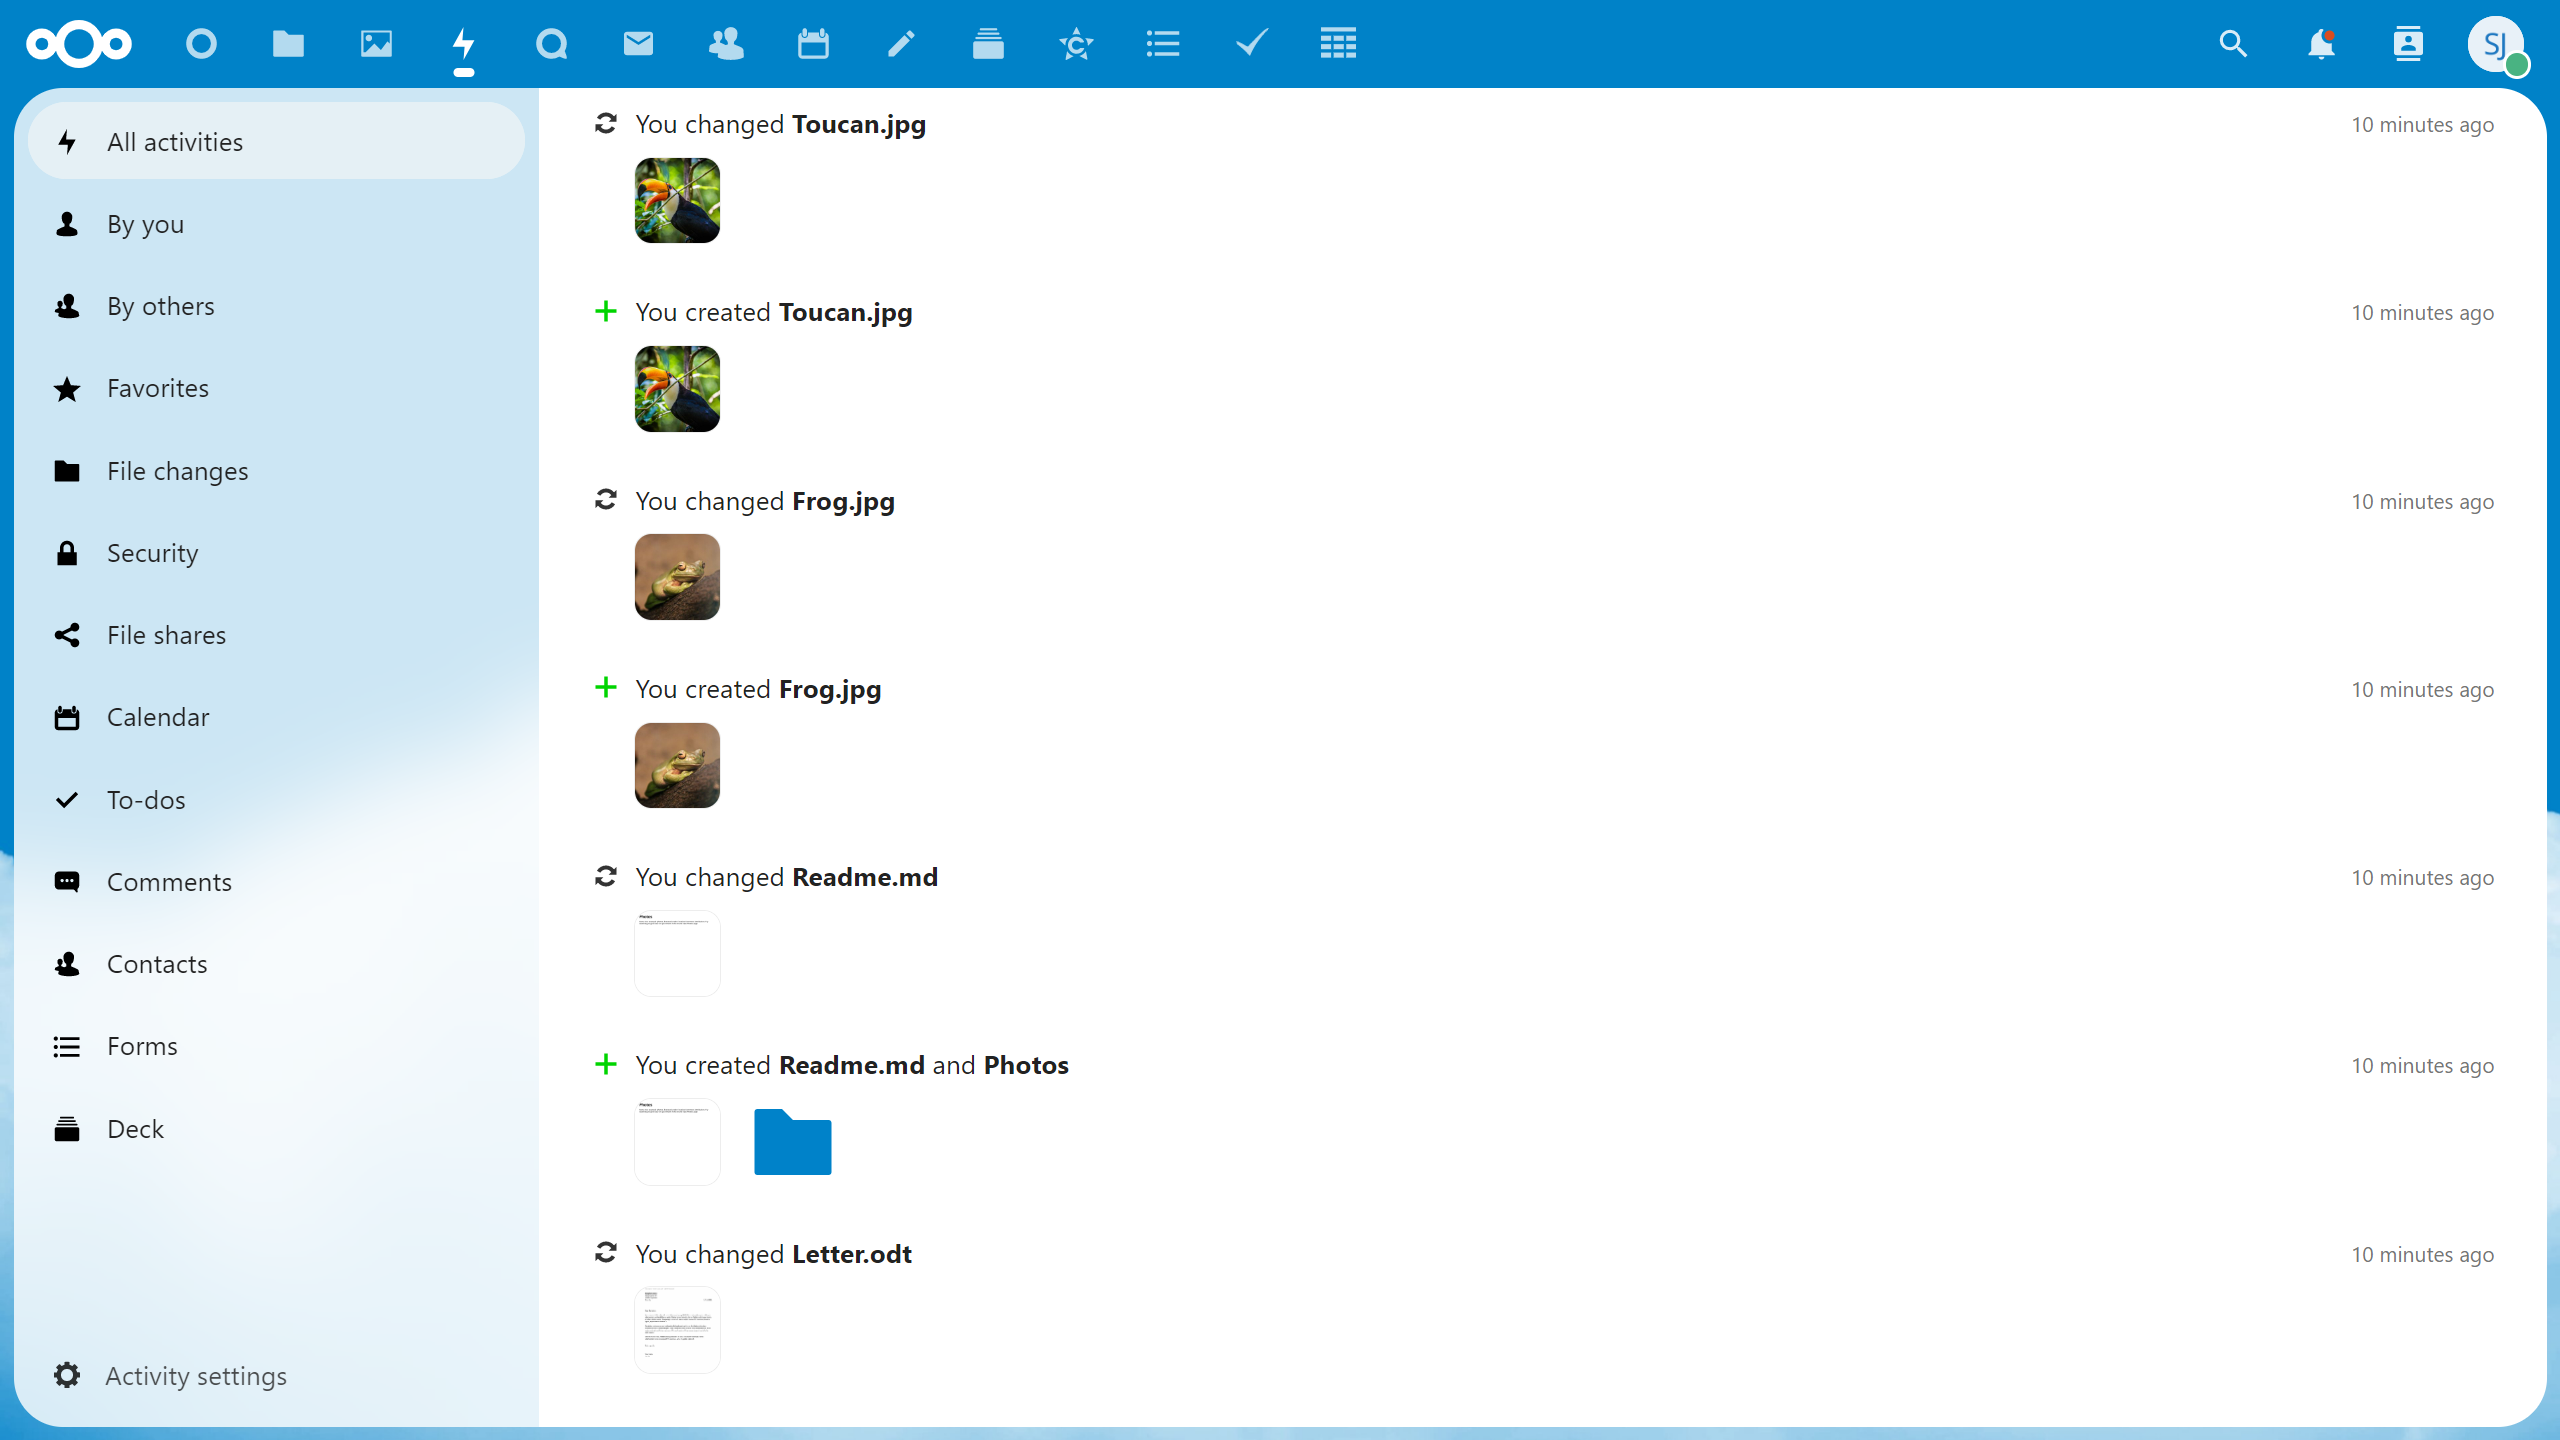 SJ
All activities
By you
By others
Favorites
File changes
Security
File shares
Calendar
To-dos
Comments
Contacts
Forms
Deck
Activity settings
You changed Toucan.jpg 10 minutes ago
You created Toucan.jpg 10 minutes ago
You changed Frog.jpg 10 minutes ago
You created Frog.jpg 10 minutes ago
You changed Readme.md 10 minutes ago
Photos
You created Readme.md and Photos 10 minutes ago
Photos
You changed Letter.odt 10 minutes ago